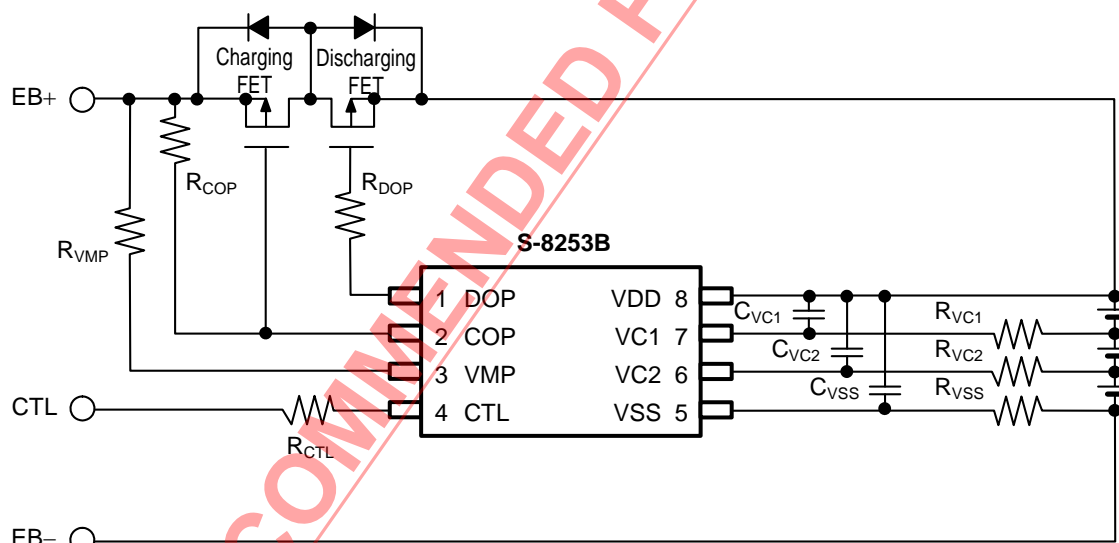 Charging Discharging
FET FET
EB+
RCOP
RDOP
RVMP
S-8253B
1 DOP VDD 8
2 COP VC1 7
3 VMP VC2 6
4 CTL VSS 5
CVC1
CVC2
CVSS
RVC1
RVC2
RVSS
CTL
RCTL
EB−
COMMENDED